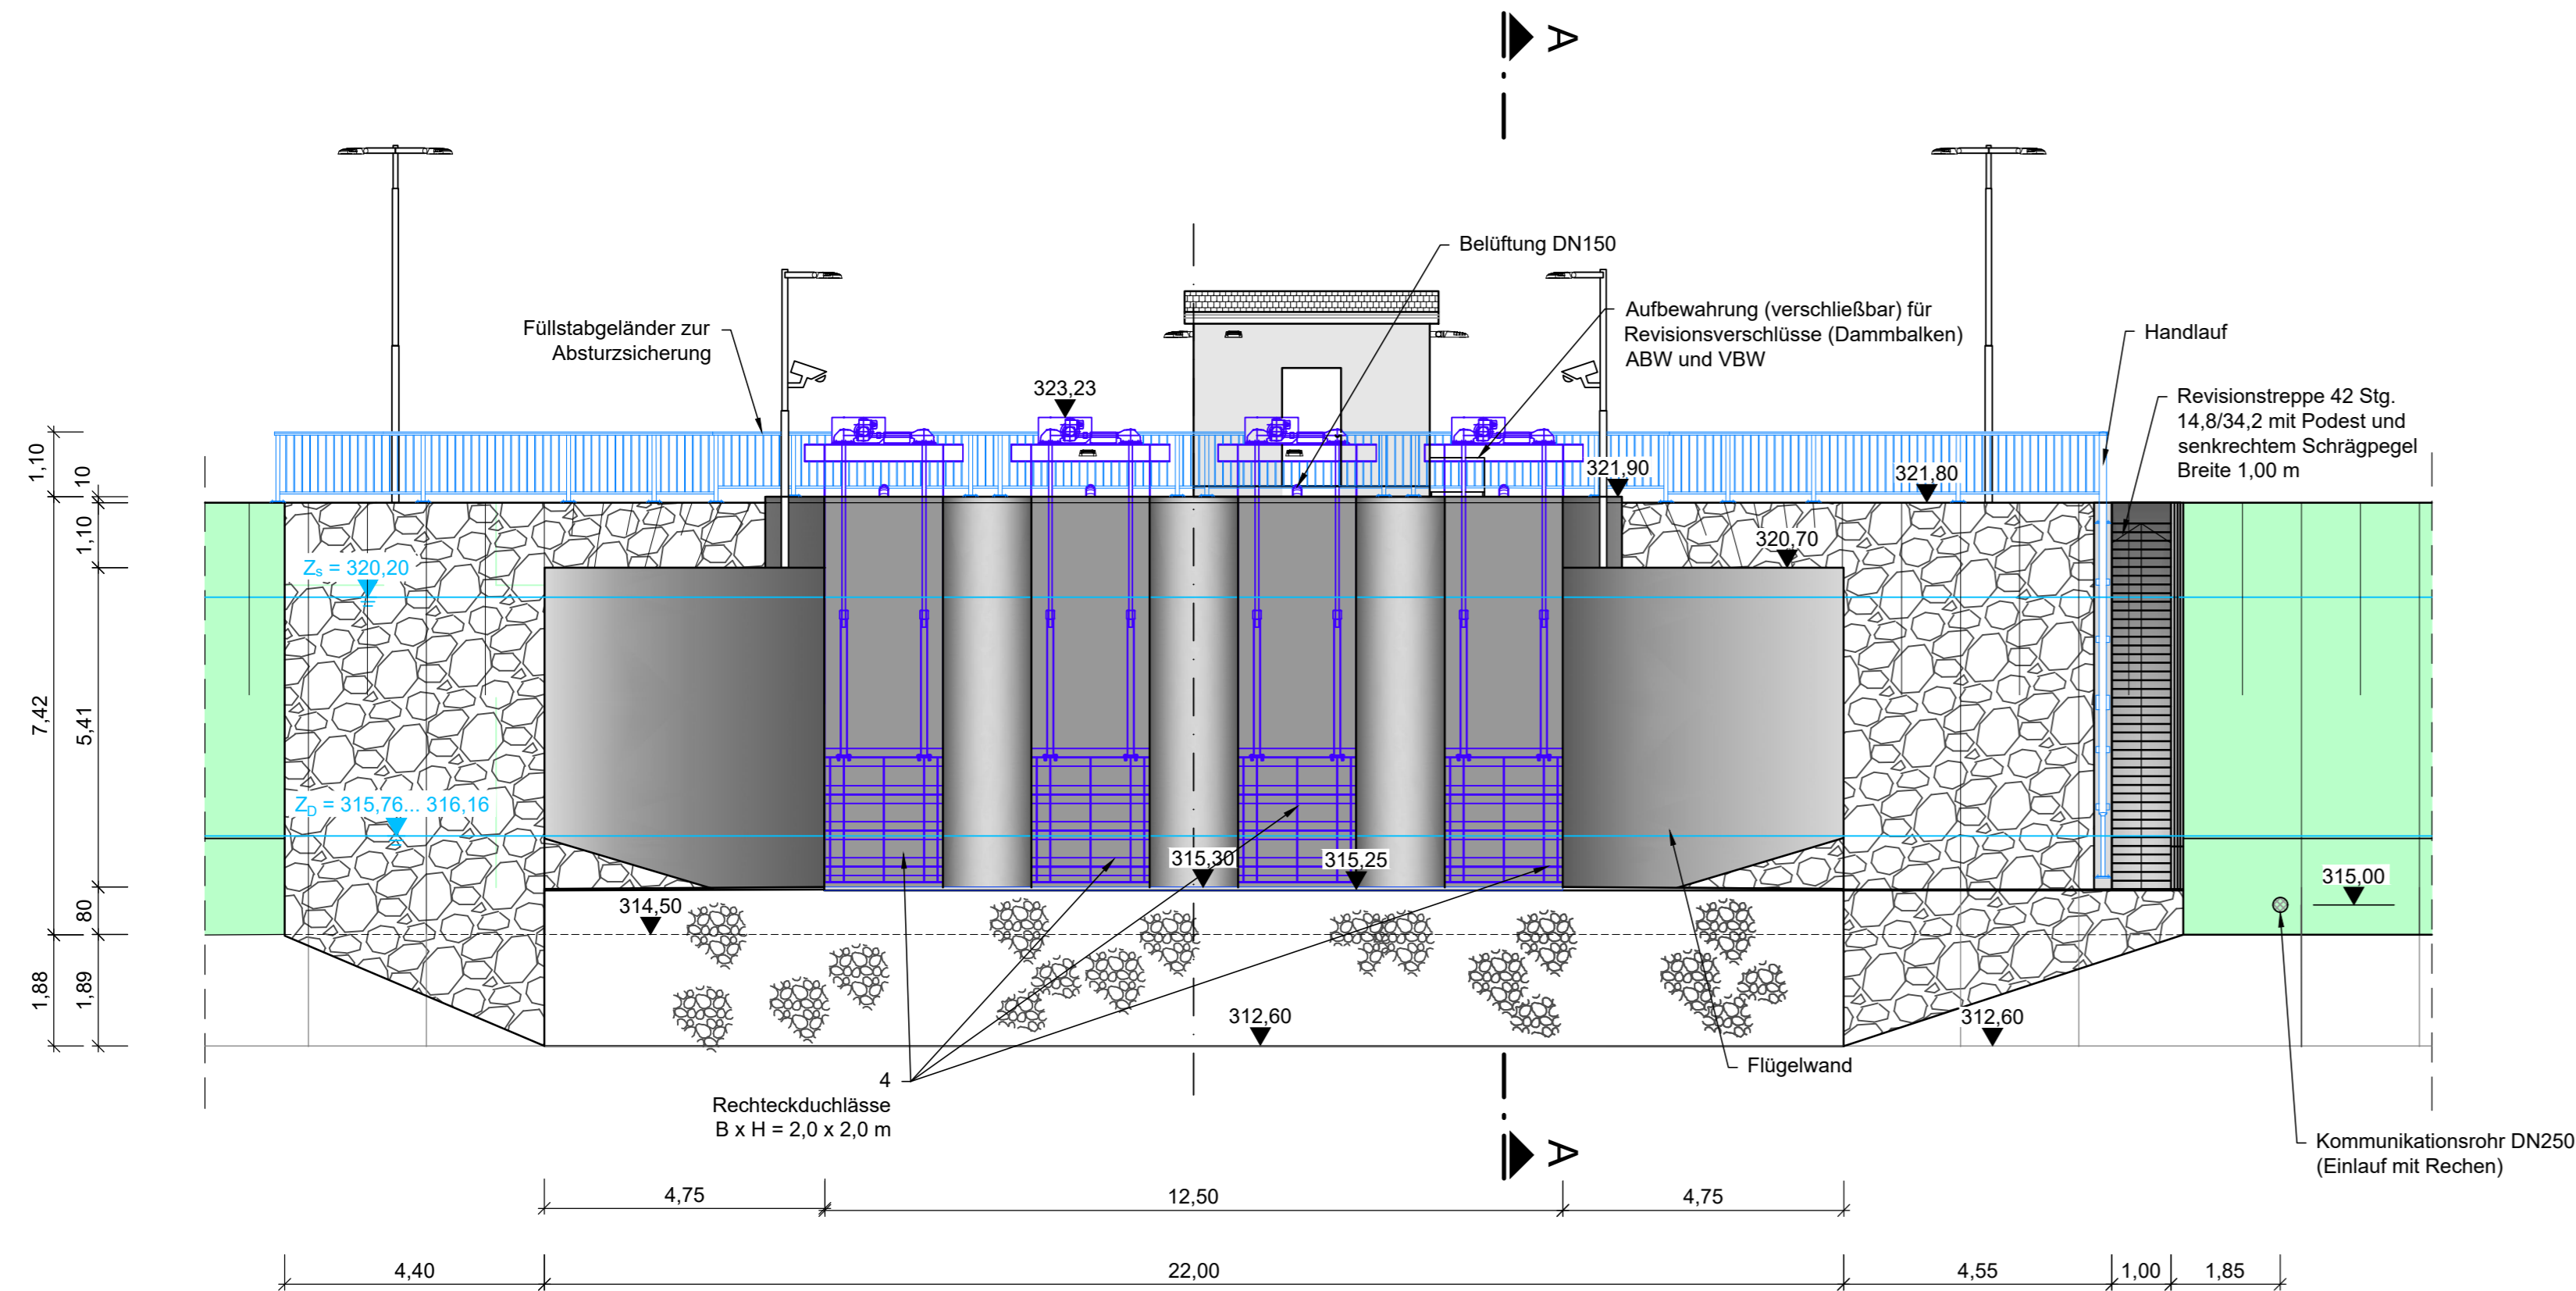 A
Belüftung DN150
Füllstabgeländer zur
Absturzsicherung
Aufbewahrung (verschließbar) für
Revisionsverschlüsse (Dammbalken)
ABW und VBW
Handlauf
Revisionstreppe 42 Stg.
14,8/34,2 mit Podest und
senkrechtem Schrägpegel
Breite 1,00 m
323,23
321,90
321,80
320,70
1,10
10
1,10
7,42
5,41
80
1,88
1,89
Zs = 320,20
ZD = 315,76... 316,16
315,30
315,25
315,00
314,50
312,60
312,60
4
Rechteckduchlässe
B x H = 2,0 x 2,0 m
Flügelwand
Kommunikationsrohr DN250
(Einlauf mit Rechen)
A
4,75
12,50
4,75
4,40
22,00
4,55
1,00
1,85